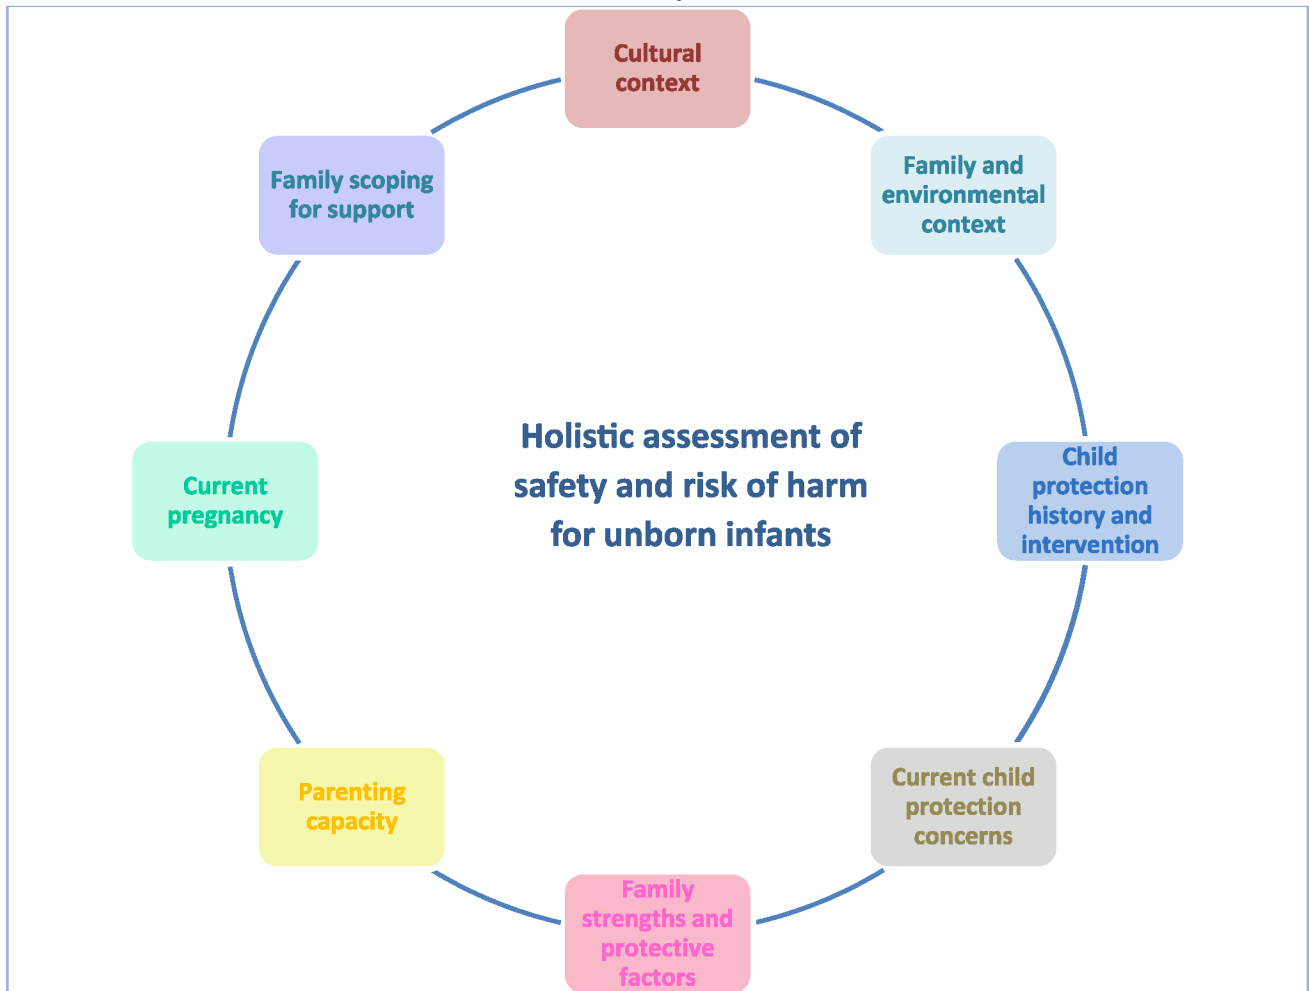 Cultural
context
Family and
environmental
context
Child
protection
history and
intervention
Current child
protection
concerns
Family
strengths and
protective
factors
Parenting
capacity
Current
pregnancy
Family scoping
for support
Holistic assessment of
safety and risk of harm
for unborn infants